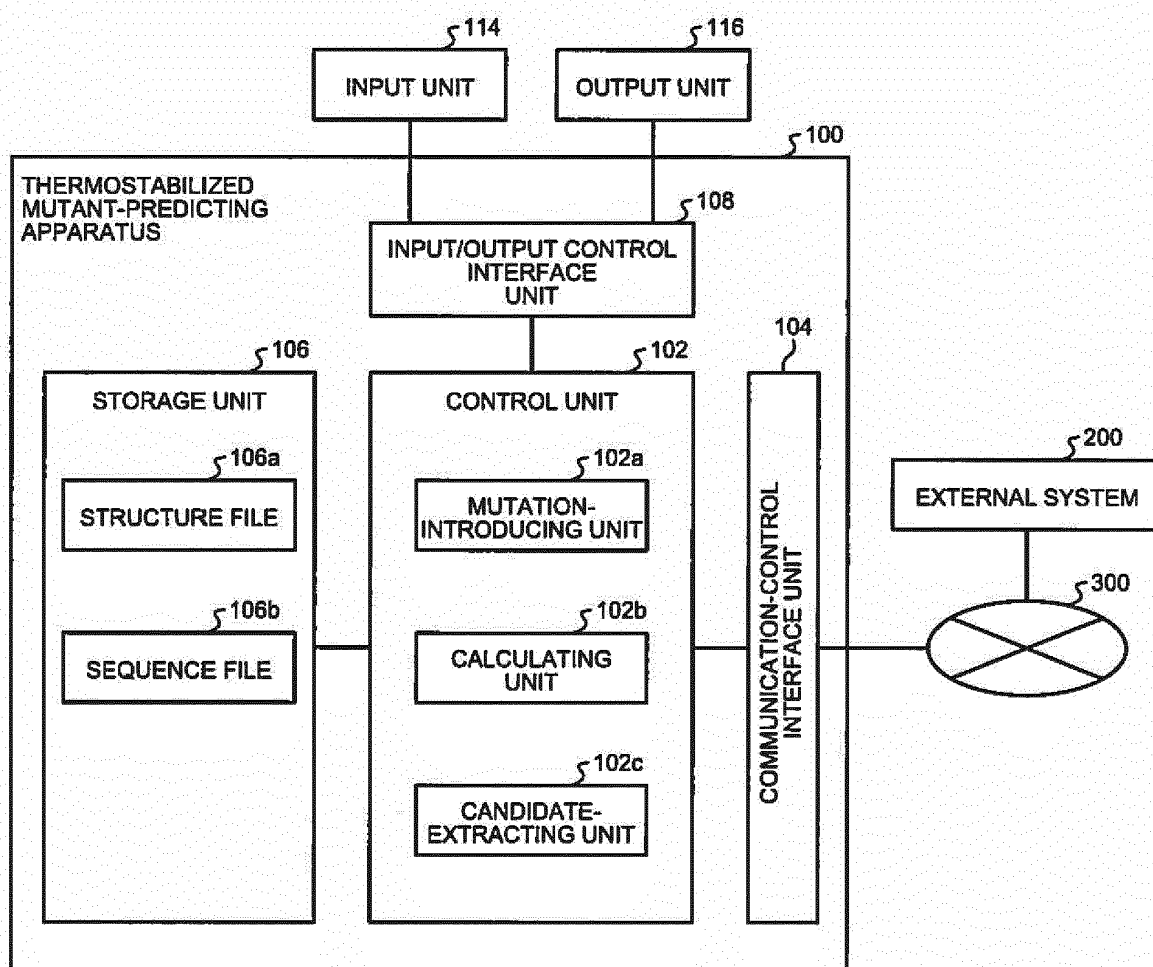 114
116
INPUT UNIT
OUTPUT UNIT
100
THERMOSTABILIZED
MUTANT-PREDICTING
APPARATUS
108
INPUT/OUTPUT CONTROL
INTERFACE
UNIT
106
102
104
STORAGE UNIT
CONTROL UNIT
200
106a
102a
EXTERNAL SYSTEM
STRUCTURE FILE
MUTATION-
INTRODUCING UNIT
COMMUNICATION-CONTROL
INTERFACE UNIT
300
106b
102b
SEQUENCE FILE
CALCULATING
UNIT
102c
CANDIDATE-
EXTRACTING UNIT